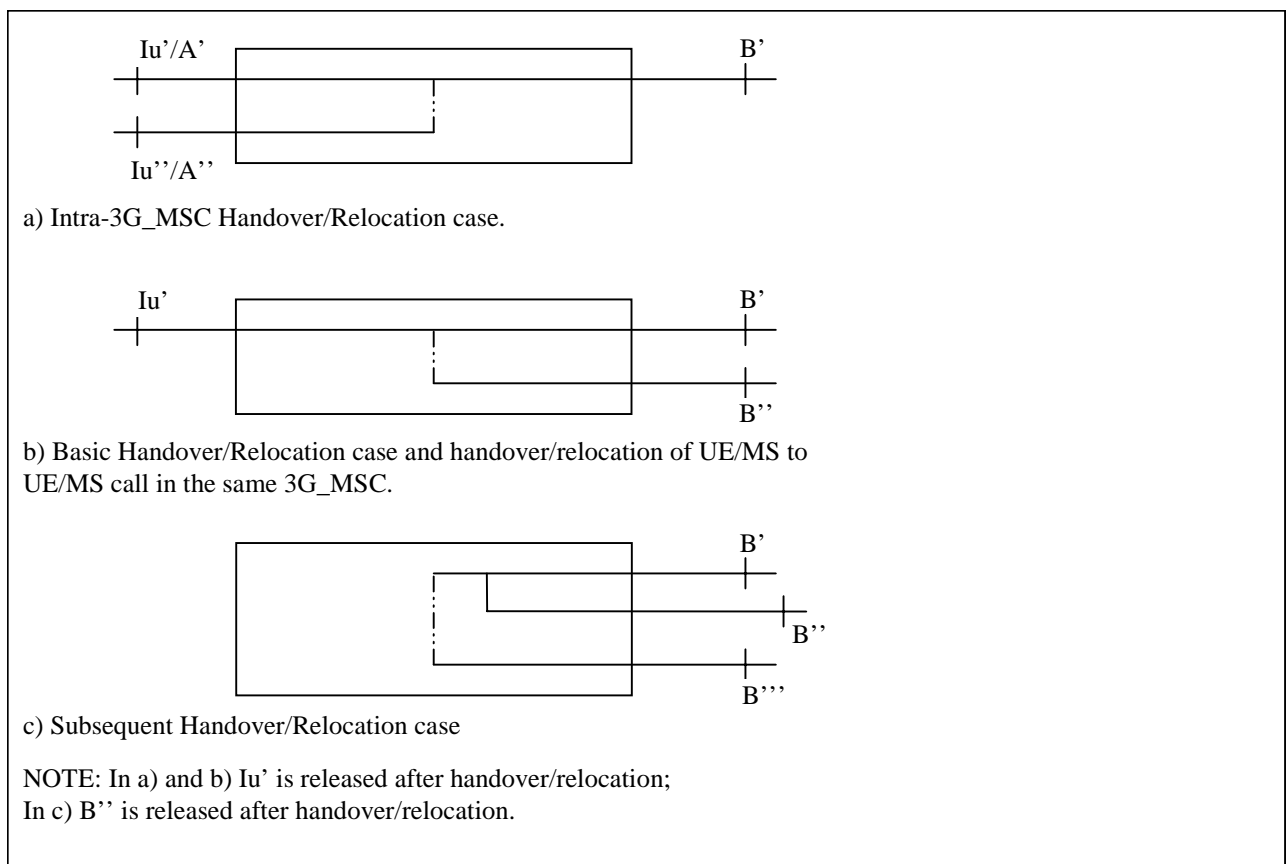 Iu’/A’
B’
Iu’’/A’’
a) Intra-3G_MSC Handover/Relocation case.
Iu’
B’
B’’
b) Basic Handover/Relocation case and handover/relocation of UE/MS to
UE/MS call in the same 3G_MSC.
B’
B’’
B’’’
c) Subsequent Handover/Relocation case
NOTE: In a) and b) Iu’ is released after handover/relocation;
In c) B’’ is released after handover/relocation.